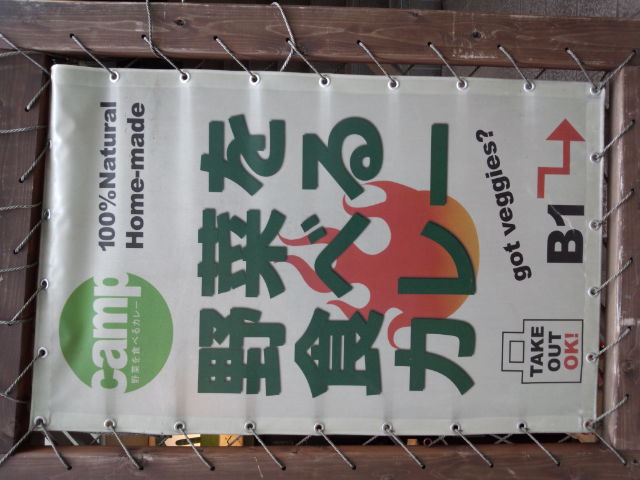 camp
野菜を食べるカレー
100%Natural
Home-made
野菜を
食べる
カレー
got veggies?
TAKE
OUT
OK!
B1